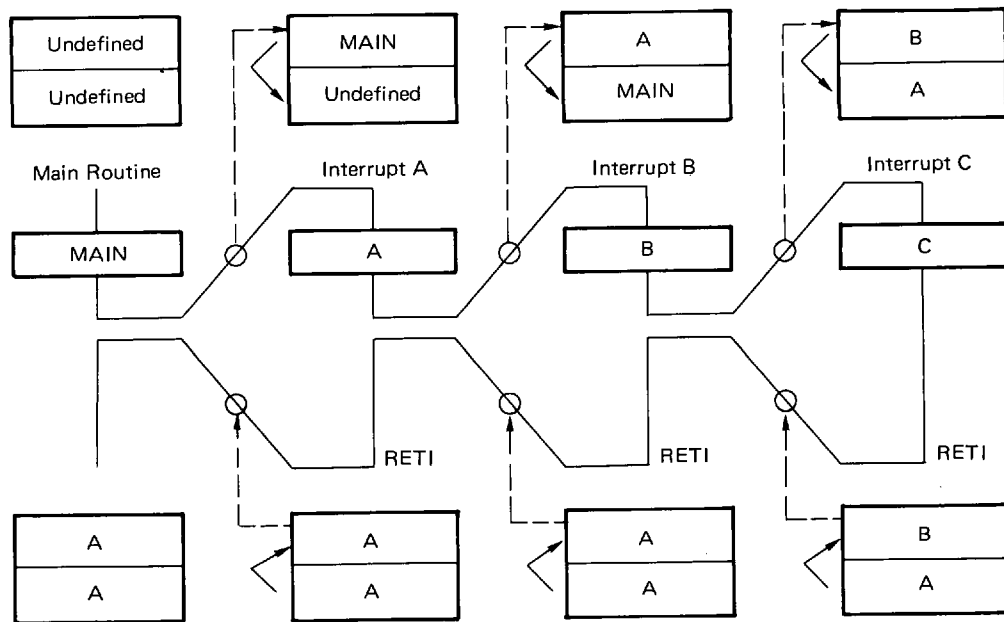 Undefined
Undefined
MAIN
Undefined
A
MAIN
B
A
Main Routine
Interrupt A
Interrupt B
Interrupt C
MAIN
A
B
C
RETI
RETI
RETI
A
A
A
A
A
A
B
A